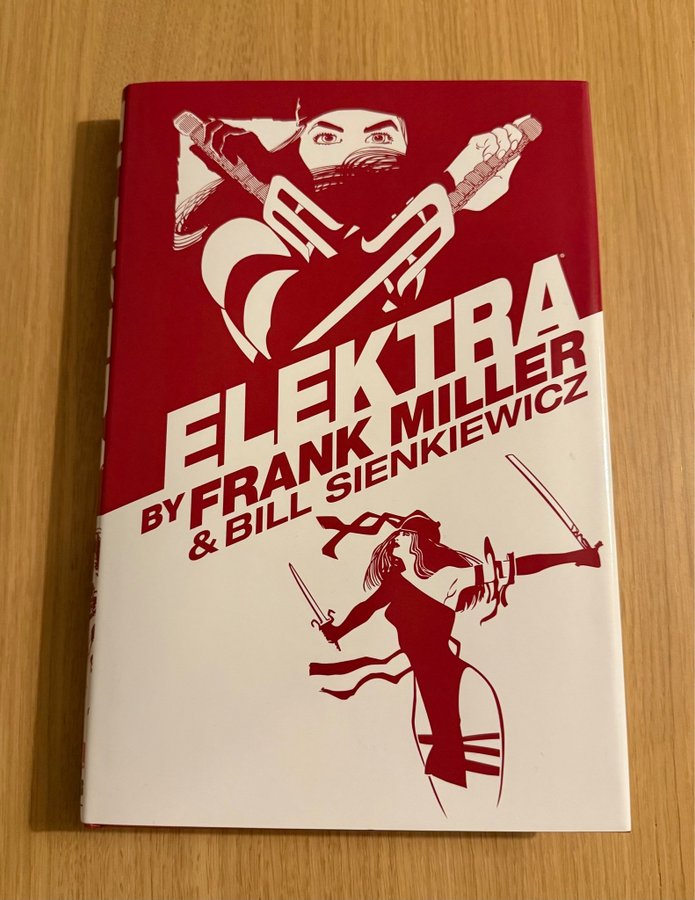 ELEKTRA
BY FRANK MILLER
& BILL SIENKIEWICZ